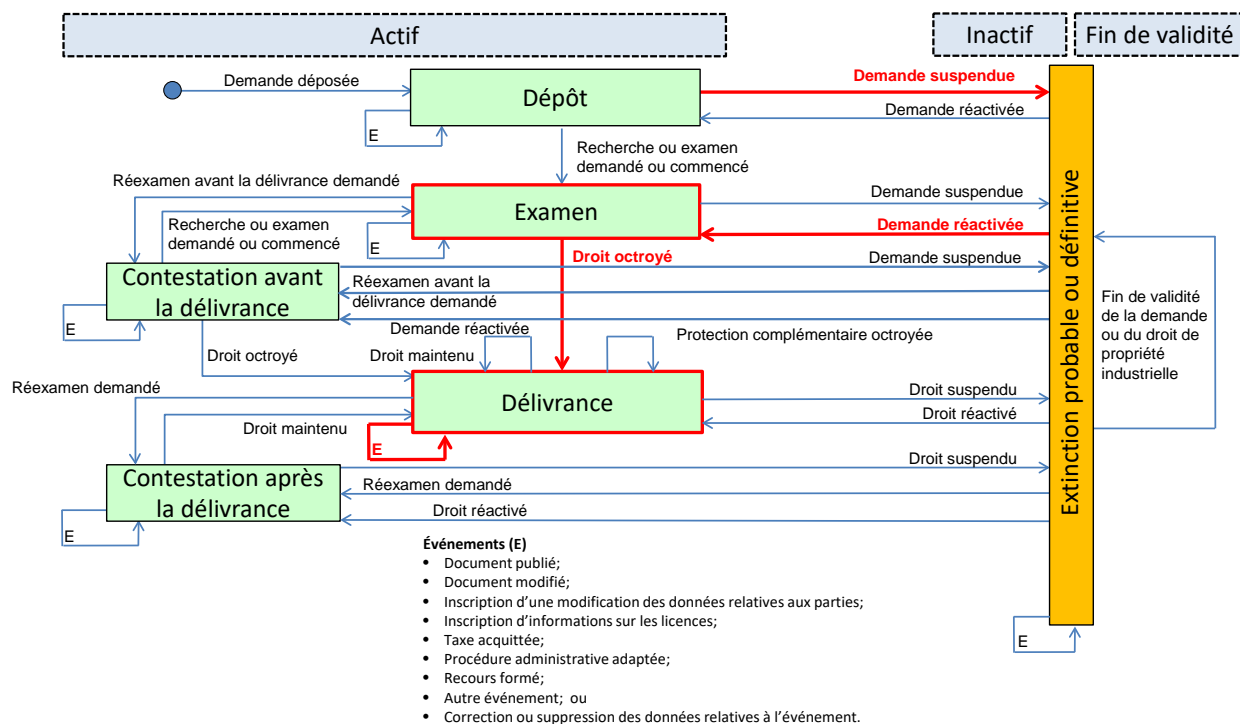 Actif
Inactif
Fin de validité
Demande déposée
Dépôt
Demande suspendue
Demande réactivée
E
Recherche ou examen
demandé ou commencé
Réexamen avant la délivrance demandé
Examen
Demande suspendue
Recherche ou examen
demandé ou commencé
E
Demande réactivée
Droit octroyé
Demande suspendue
Contestation avant
la délivrance
Réexamen avant la
délivrance demandé
E
Demande réactivée
Protection complémentaire octroyée
Droit octroyé
Droit maintenu
Fin de validité
de la demande
ou du droit de
propriété
industrielle
Extinction probable ou définitive
Réexamen demandé
Délivrance
Droit suspendu
Droit réactivé
Droit maintenu
E
Droit suspendu
Contestation après
la délivrance
Réexamen demandé
Droit réactivé
E
Événements (E)
• Document publié;
• Document modifié;
• Inscription d’une modification des données relatives aux parties;
• Inscription d’informations sur les licences;
• Taxe acquittée;
• Procédure administrative adaptée;
• Recours formé;
• Autre événement; ou
• Correction ou suppression des données relatives à l’événement.
E